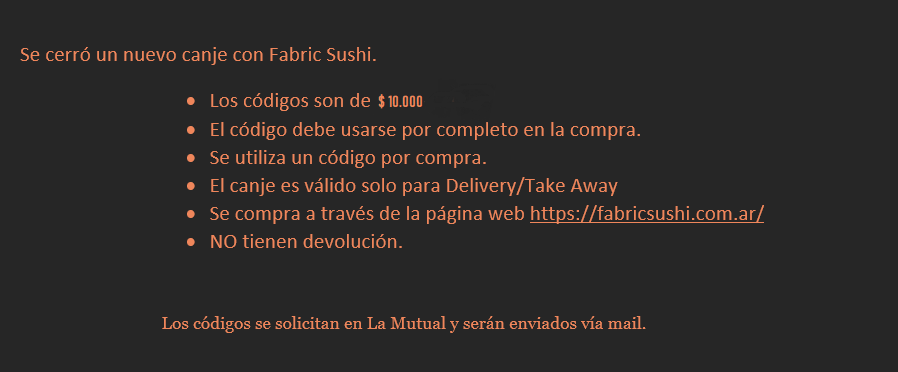 Se cerró un nuevo canje con Fabric Sushi.
• Los códigos son de $ 10.000
• El código debe usarse por completo en la compra.
• Se utiliza un código por compra.
• El canje es válido solo para Delivery/Take Away
• Se compra a través de la página web https://fabricsushi.com.ar/
• NO tienen devolución.
Los códigos se solicitan en La Mutual y serán enviados vía mail.